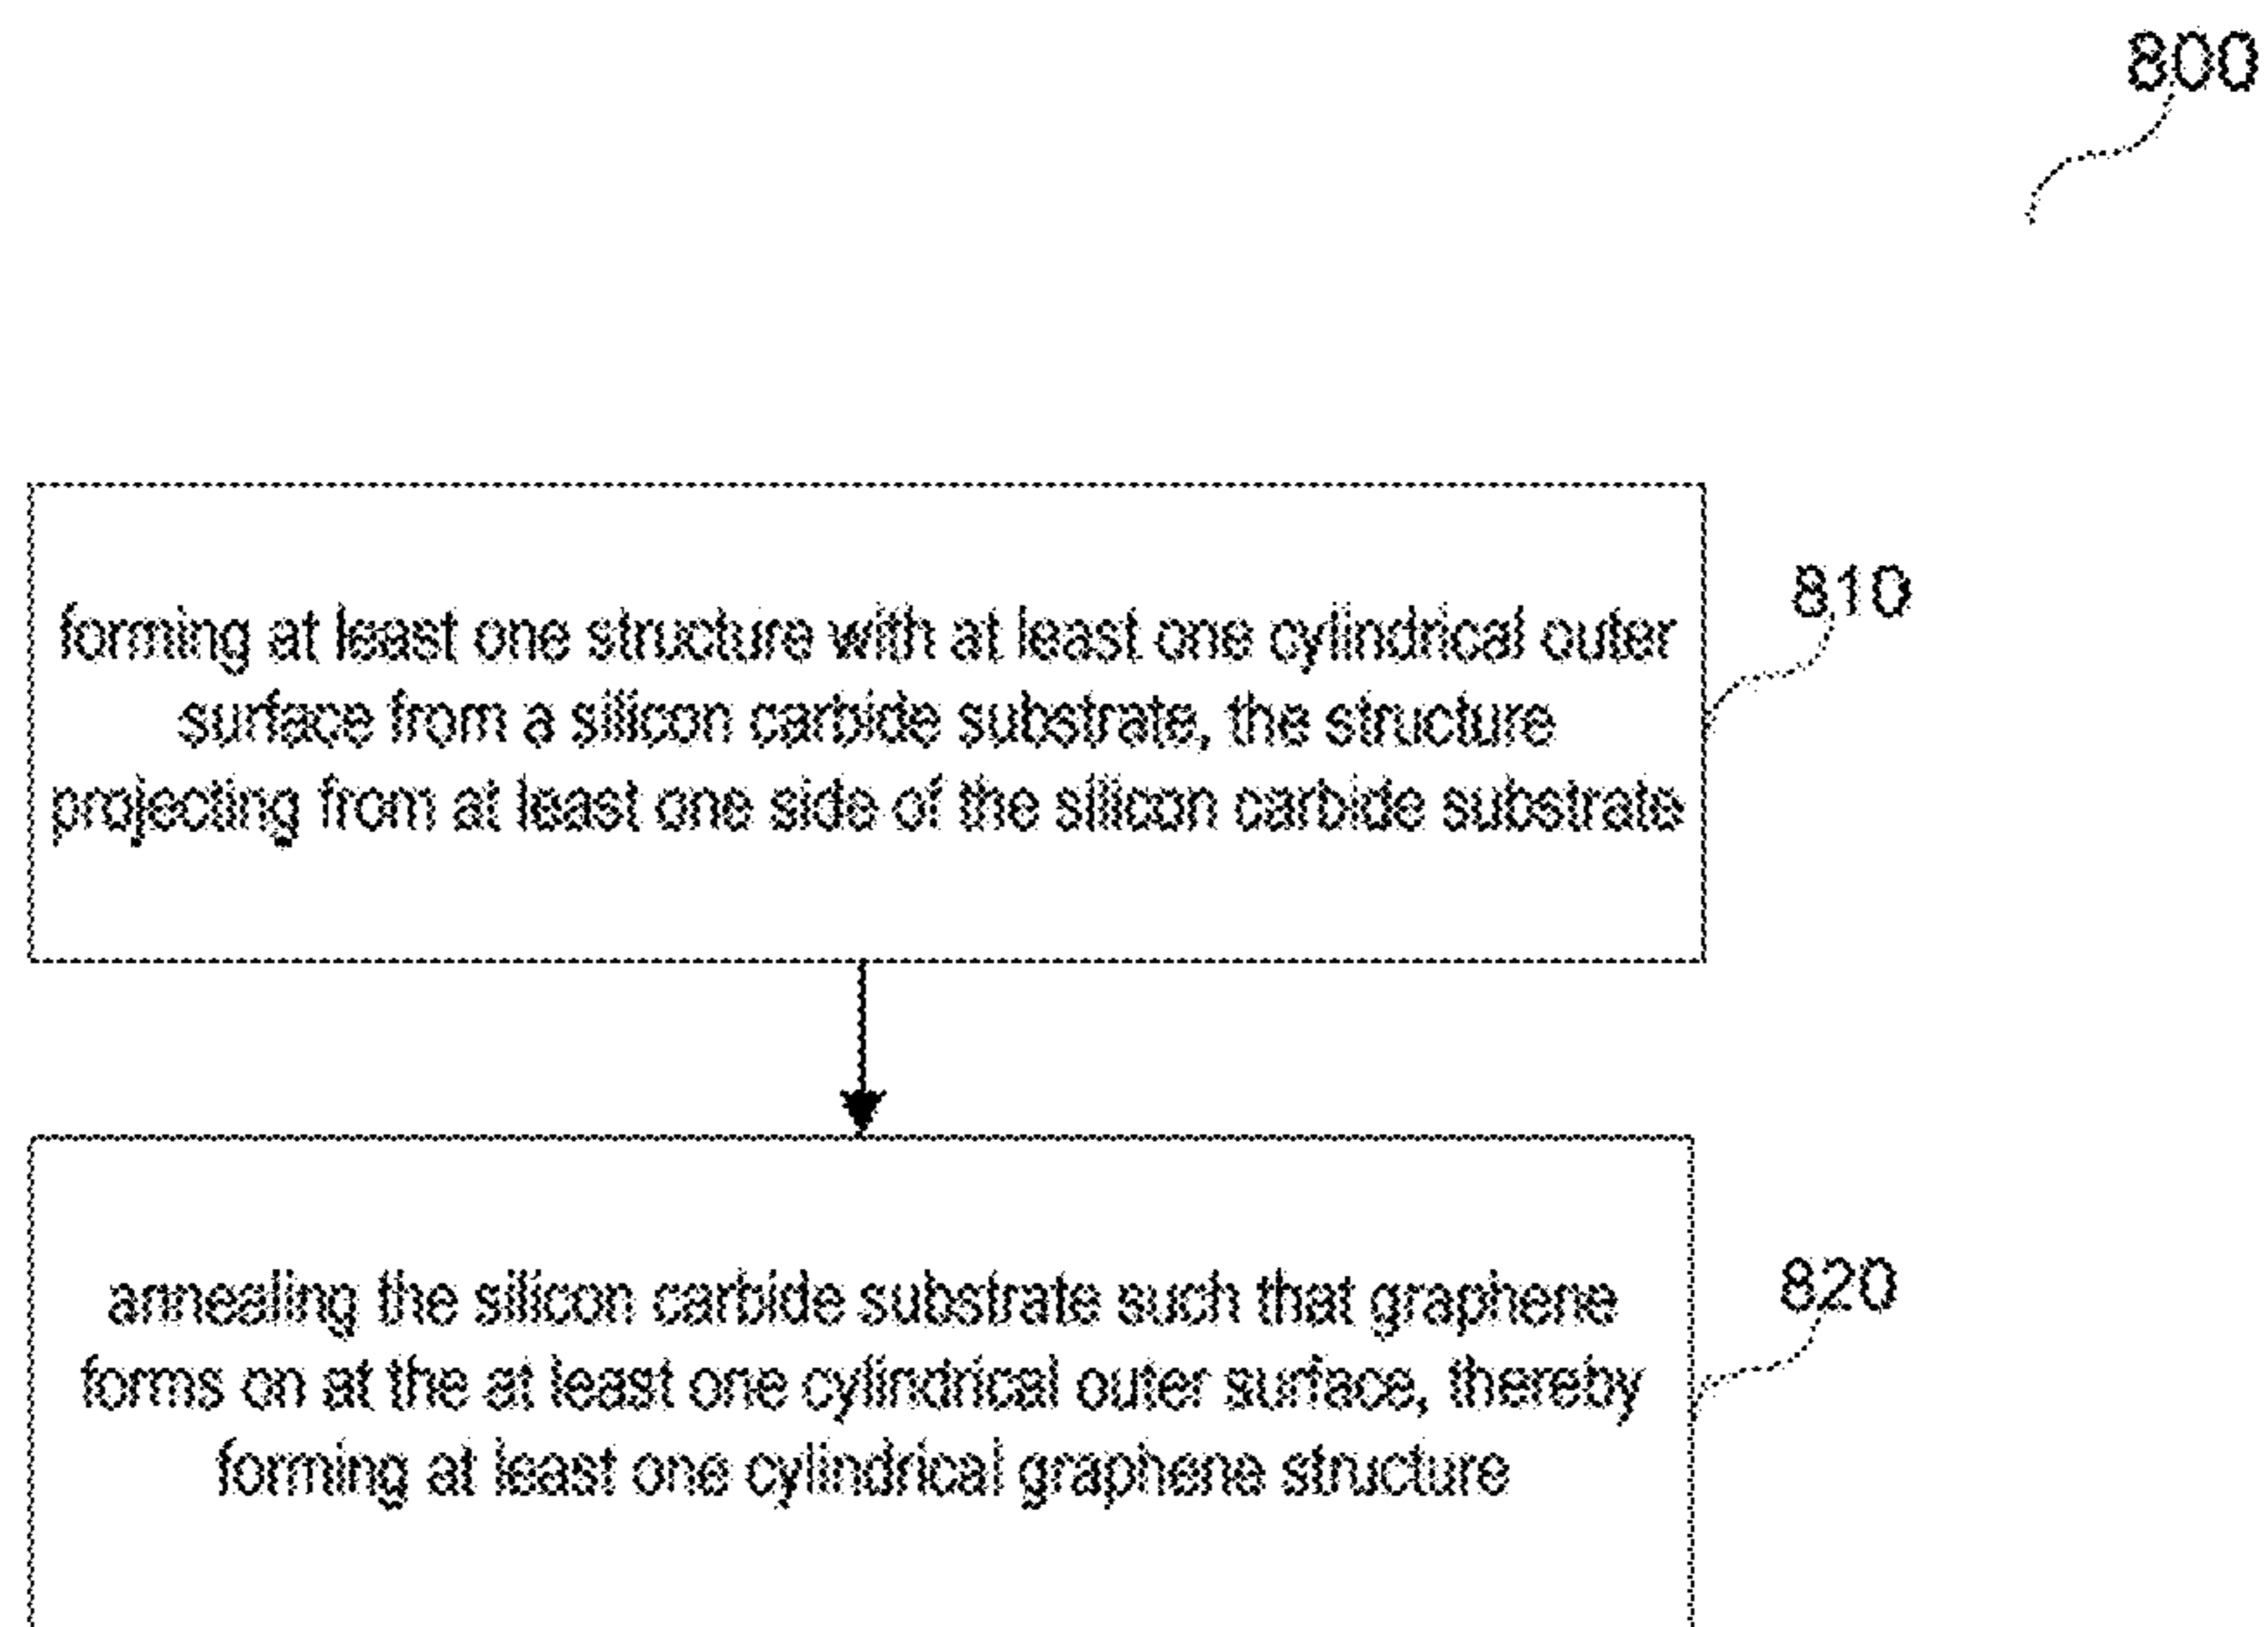 800
forming at least one structure with at least one cylindrical outer
810
surface from a silicon carbide substrate, the structure
projecting from at least one side of the silicon carbide substrate
annealing the silicon carbide substrate such that graphene
820
forms on at the at least one cylindrical outer surface, thereby
forming at least one cylindrical graphene structure